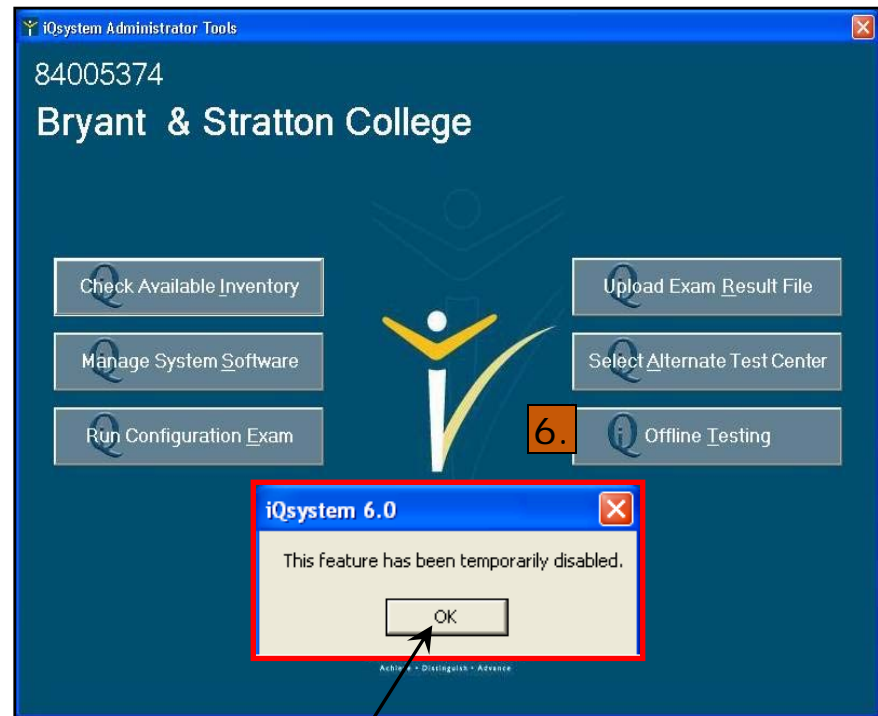 iQsystem Administrator Tools
84005374
Bryant & Stratton College
Check Available Inventory
Manage System Software
Run Configuration Exam
Upload Exam Result File
Select Alternate Test Center
6.
Offline Testing
iQsystem 6.0
This feature has been temporarily disabled.
OK
Achieve • Distinguish • Advance